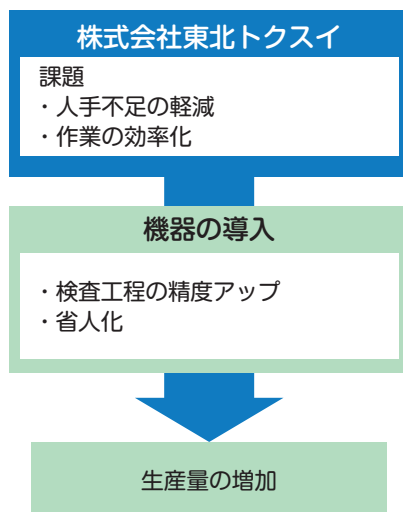 株式会社東北トクスイ
課題
・人手不足の軽減
・作業の効率化
機器の導入
・検査工程の精度アップ
・省人化
生産量の増加